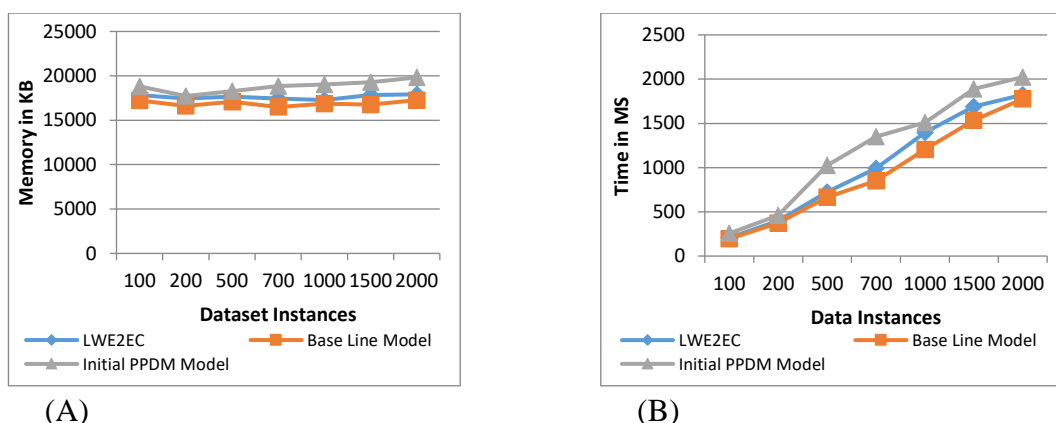 25000
20000
15000
10000
5000
0
Memory in KB
100 200 500 700 1000 1500 2000
Dataset Instances
LWE2EC
Base Line Model
Initial PPDM Model
(A)
2500
2000
1500
1000
500
0
Time in MS
100 200 500 700 1000 1500 2000
Data Instances
LWE2EC
Base Line Model
Initial PPDM Model
(B)